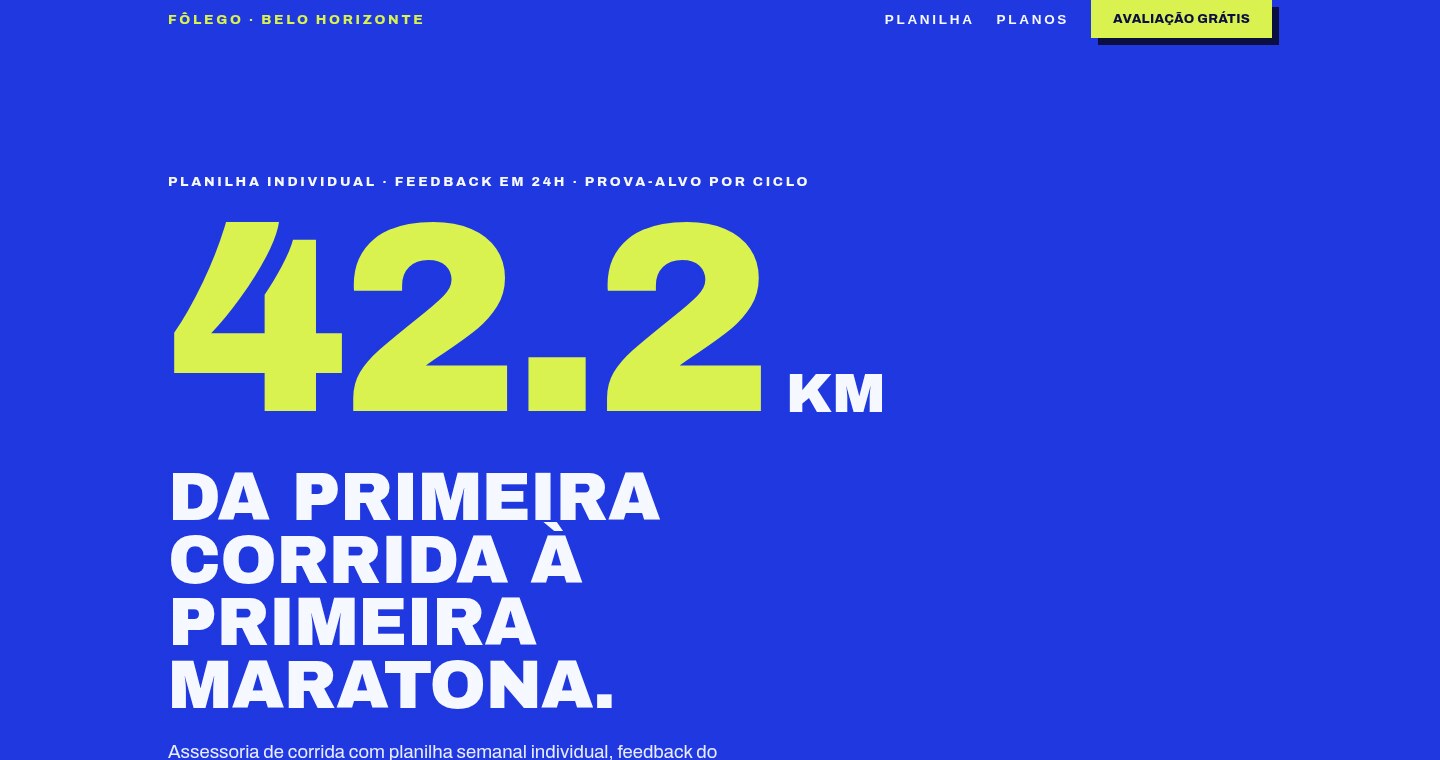 FÔLEGO · BELO HORIZONTE
PLANILHA PLANOS AVALIAÇÃO GRÁTIS
PLANILHA INDIVIDUAL · FEEDBACK EM 24H · PROVA-ALVO POR CICLO
42.2 KM
DA PRIMEIRA
CORRIDA À
PRIMEIRA
MARATONA.
Assessoria de corrida com planilha semanal individual, feedback do